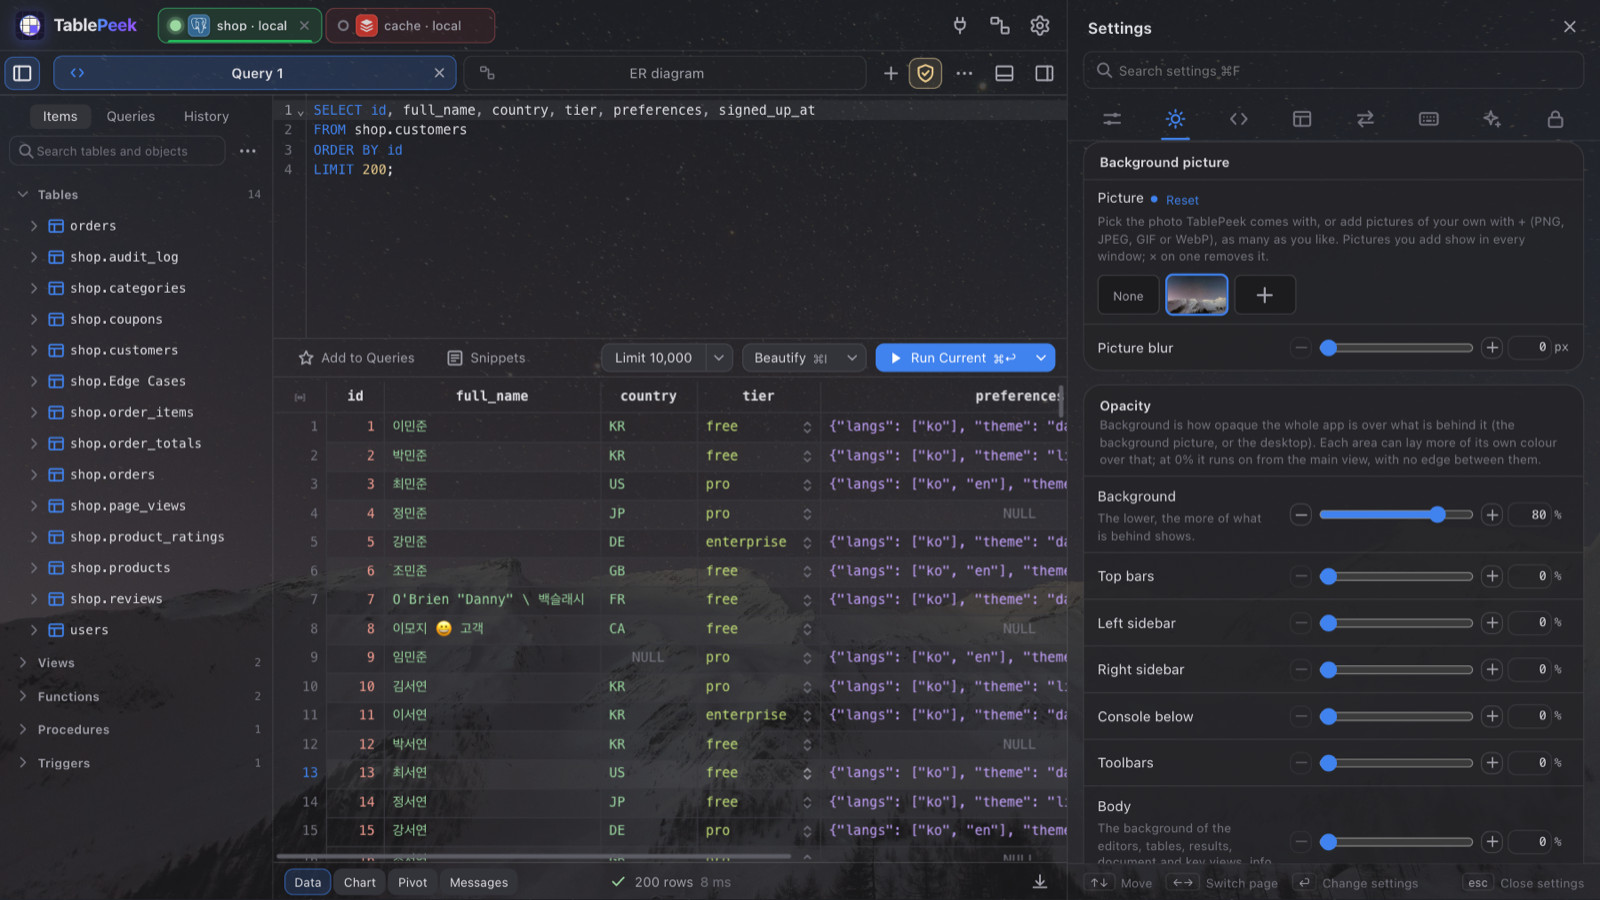 TablePeek
shop · local
cache · local
Query 1
ER diagram
Items
Queries
History
Search tables and objects
Tables 14
orders
shop.audit_log
shop.categories
shop.coupons
shop.customers
shop.Edge Cases
shop.order_items
shop.order_totals
shop.orders
shop.page_views
shop.product_ratings
shop.products
shop.reviews
users
Views 2
Functions 2
Procedures 1
Triggers 1
1 SELECT id, full_name, country, tier, preferences, signed_up_at
2 FROM shop.customers
3 ORDER BY id
4 LIMIT 200;
Add to Queries
Snippets
Limit 10,000
Beautify ⌘I
Run Current ⌘↩
id full_name country tier preferences
1 1 이민준 KR free {"langs": ["ko"], "theme": "da
2 2 박민준 KR free {"langs": ["ko"], "theme": "li
3 3 최민준 US pro {"langs": ["ko", "en"], "theme
4 4 정민준 JP pro NULL
5 5 강민준 DE enterprise {"langs": ["ko"], "theme": "da
6 6 조민준 GB free {"langs": ["ko", "en"], "theme
7 7 O'Brien "Danny" \ 백슬래시 FR free {"langs": ["ko"], "theme": "da
8 8 이모지 😀 고객 CA free NULL
9 9 임민준 NULL pro {"langs": ["ko", "en"], "theme
10 10 김서연 KR pro {"langs": ["ko"], "theme": "li
11 11 이서연 KR enterprise {"langs": ["ko"], "theme": "da
12 12 박서연 KR free NULL
13 13 최서연 US free {"langs": ["ko"], "theme": "da
14 14 정서연 JP free {"langs": ["ko"], "theme": "li
15 15 강서연 DE pro {"langs": ["ko", "en"], "theme
Data
Chart
Pivot
Messages
200 rows 8 ms
Settings
Search settings ⌘F
Background picture
Picture • Reset
Pick the photo TablePeek comes with, or add pictures of your own with + (PNG,
JPEG, GIF or WebP), as many as you like. Pictures you add show in every
window; × on one removes it.
None
Picture blur 0 px
Opacity
Background is how opaque the whole app is over what is behind it (the
background picture, or the desktop). Each area can lay more of its own colour
over that; at 0% it runs on from the main view, with no edge between them.
Background 80 %
The lower, the more of what
is behind shows.
Top bars 0 %
Left sidebar 0 %
Right sidebar 0 %
Console below 0 %
Toolbars 0 %
Body 0 %
The background of the
editors, tables, results,
document and key views, info
↑↓ Move
←→ Switch page
↩ Change settings
esc Close settings